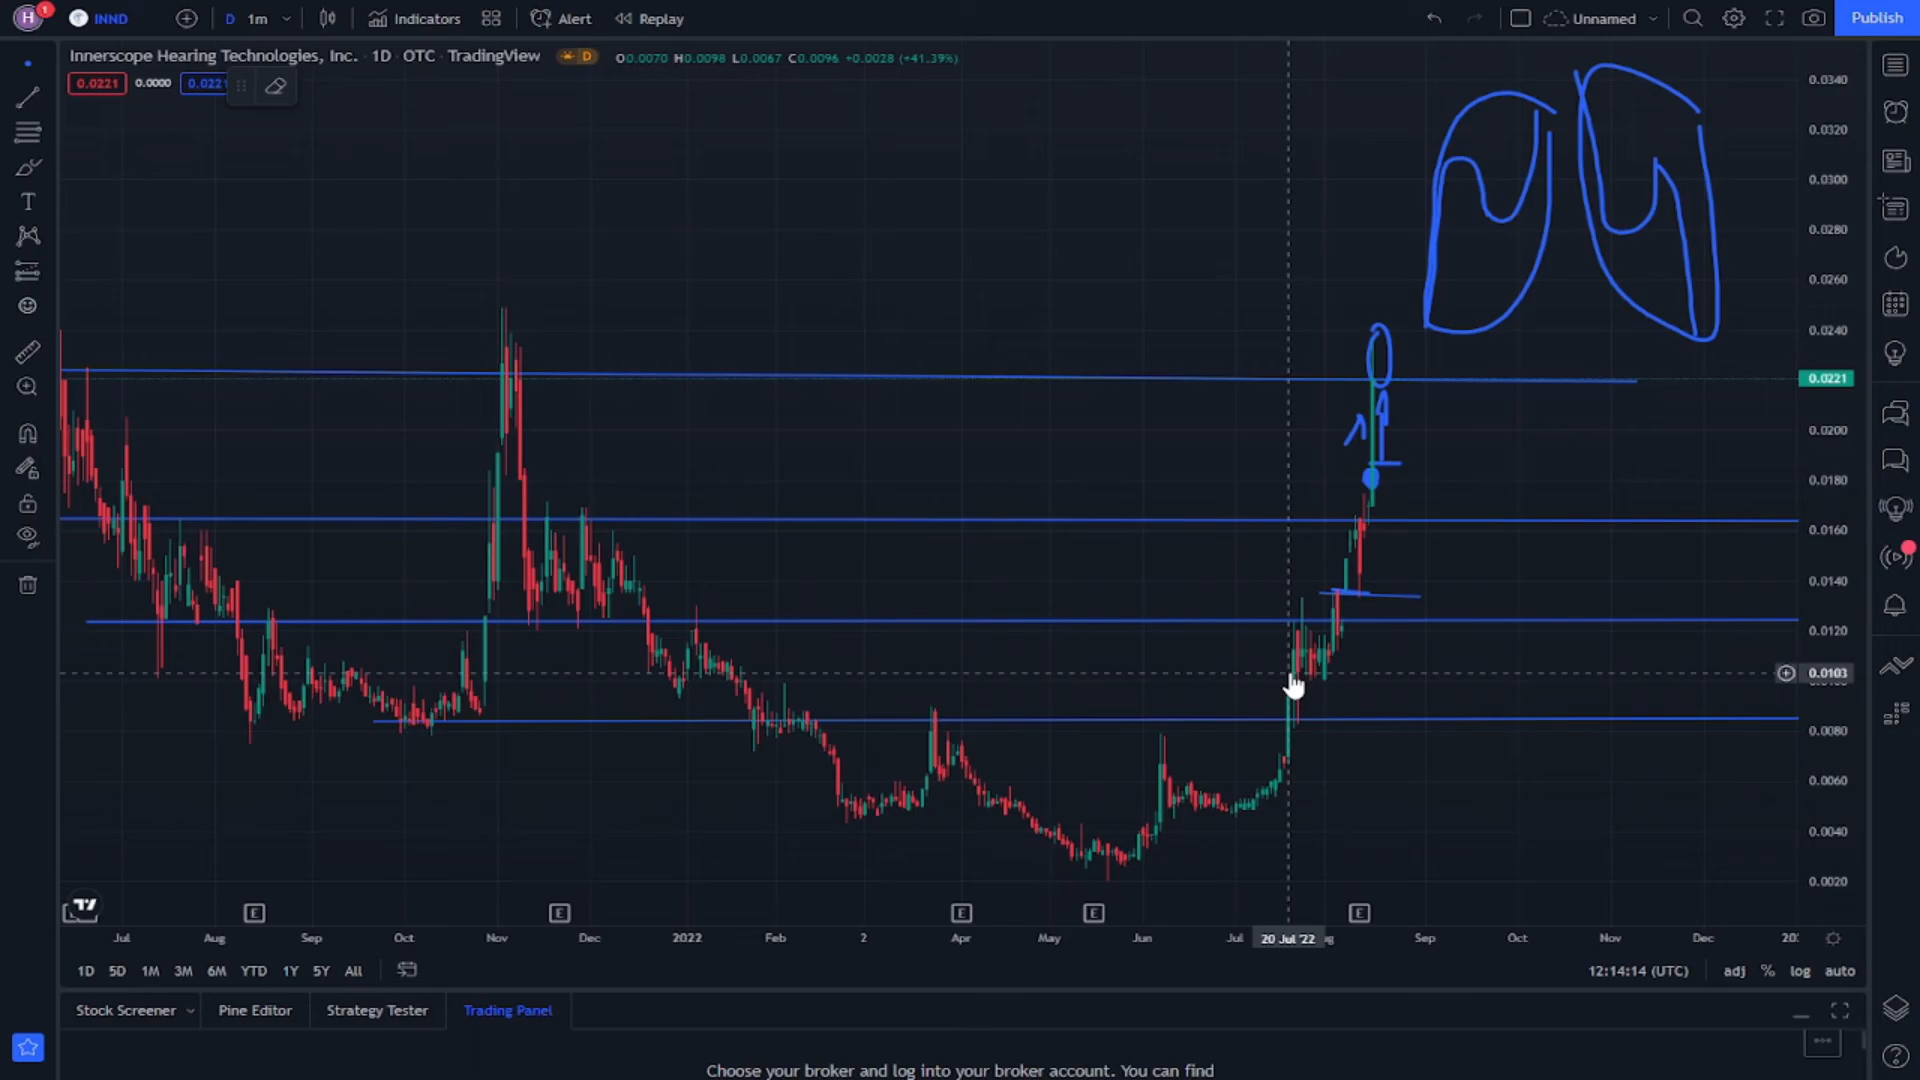 H 1 INND D 1m Indicators Alert Replay Unnamed Publish
Innerscope Hearing Technologies, Inc. · 1D · OTC · TradingView D O0.0070 H0.0098 L0.0067 C0.0096 +0.0028 (+41.39%)
0.0221 0.0000 0.0221
0.0340
0.0320
0.0300
0.0280
0.0260
0.0240
0.0221
0.0200
0.0180
0.0160
0.0140
0.0120
0.0103
0.0080
0.0060
0.0040
0.0020
E E E E E
Jul Aug Sep Oct Nov Dec 2022 Feb 2 Apr May Jun Jul 20 Jul '22 Sep Oct Nov Dec
1D 5D 1M 3M 6M YTD 1Y 5Y All 12:14:14 (UTC) adj % log auto
Stock Screener Pine Editor Strategy Tester Trading Panel
Choose your broker and log into your broker account. You can find